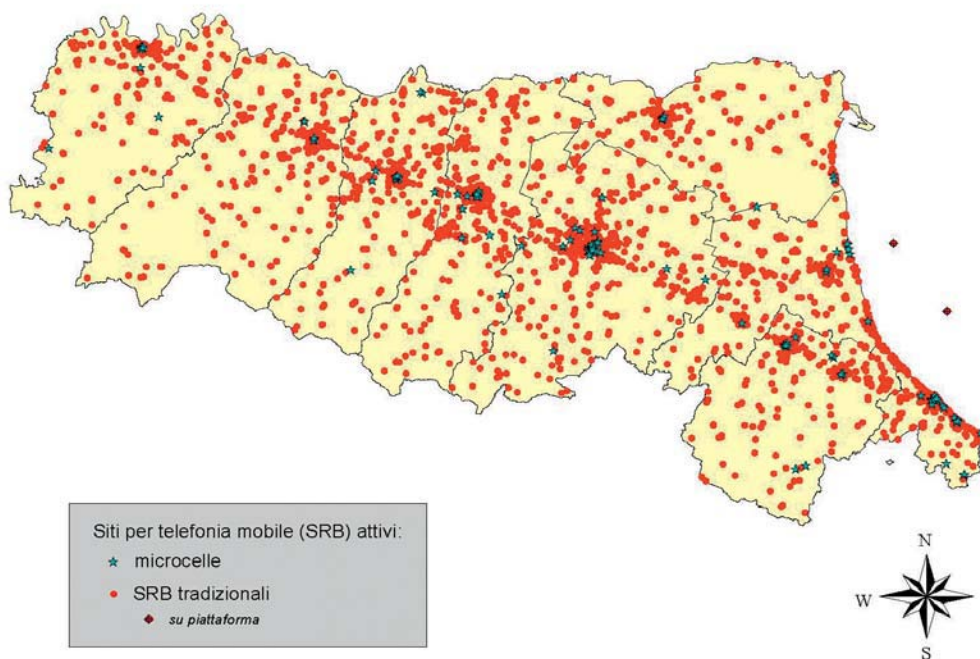 Siti per telefonia mobile (SRB) attivi:
microcelle
SRB tradizionali
su piattaforma
N
W
S